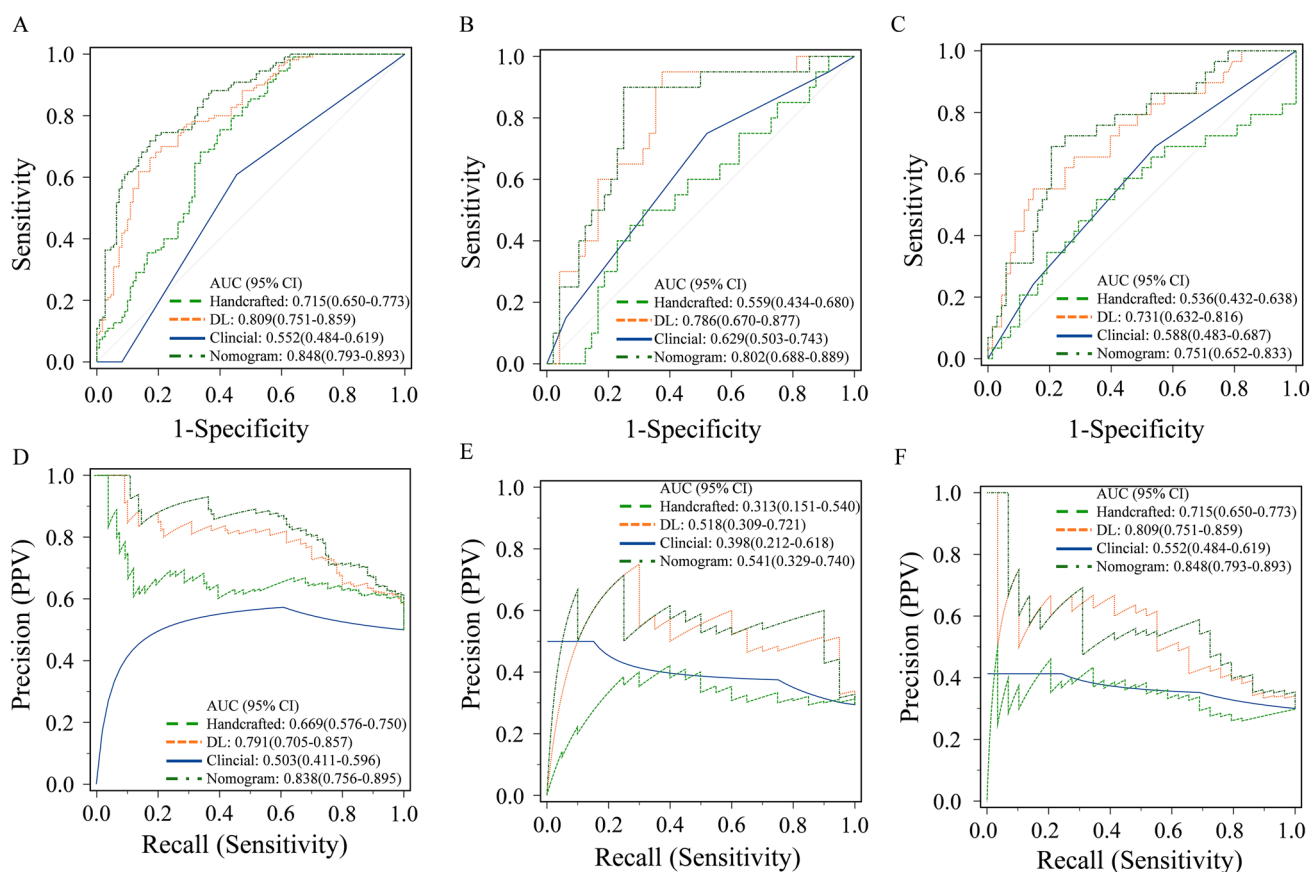 A
1.0
0.8
0.6
0.4
0.2
0.0
Sensitivity
AUC (95% CI)
Handcrafted: 0.715(0.650-0.773)
DL: 0.809(0.751-0.859)
Clincial: 0.552(0.484-0.619)
Nomogram: 0.848(0.793-0.893)
0.0 0.2 0.4 0.6 0.8 1.0
1-Specificity
B
1.0
0.8
0.6
0.4
0.2
0.0
Sensitivity
AUC (95% CI)
Handcrafted: 0.559(0.434-0.680)
DL: 0.786(0.670-0.877)
Clincial: 0.629(0.503-0.743)
Nomogram: 0.802(0.688-0.889)
0.0 0.2 0.4 0.6 0.8 1.0
1-Specificity
C
1.0
0.8
0.6
0.4
0.2
0.0
Sensitivity
AUC (95% CI)
Handcrafted: 0.536(0.432-0.638)
DL: 0.731(0.632-0.816)
Clincial: 0.588(0.483-0.687)
Nomogram: 0.751(0.652-0.833)
0.0 0.2 0.4 0.6 0.8 1.0
1-Specificity
D
1.0
0.8
0.6
0.4
0.2
0.0
Precision (PPV)
AUC (95% CI)
Handcrafted: 0.669(0.576-0.750)
DL: 0.791(0.705-0.857)
Clincial: 0.503(0.411-0.596)
Nomogram: 0.838(0.756-0.895)
0.0 0.2 0.4 0.6 0.8 1.0
Recall (Sensitivity)
E
1.0
0.8
0.6
0.4
0.2
0.0
Precision (PPV)
AUC (95% CI)
Handcrafted: 0.313(0.151-0.540)
DL: 0.518(0.309-0.721)
Clincial: 0.398(0.212-0.618)
Nomogram: 0.541(0.329-0.740)
0.0 0.2 0.4 0.6 0.8 1.0
Recall (Sensitivity)
F
1.0
0.8
0.6
0.4
0.2
0.0
Precision (PPV)
AUC (95% CI)
Handcrafted: 0.715(0.650-0.773)
DL: 0.809(0.751-0.859)
Clincial: 0.552(0.484-0.619)
Nomogram: 0.848(0.793-0.893)
0.0 0.2 0.4 0.6 0.8 1.0
Recall (Sensitivity)